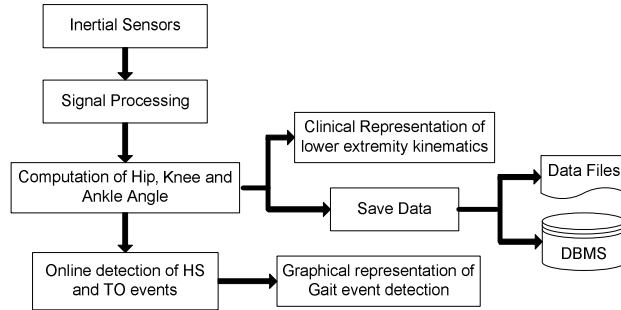 Inertial Sensors
Signal Processing
Clinical Representation of
lower extremity kinematics
Computation of Hip, Knee and
Ankle Angle
Save Data
Data Files
DBMS
Online detection of HS
and TO events
Graphical representation of
Gait event detection